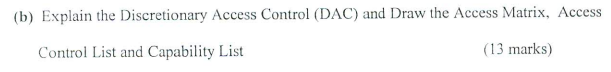 (b) Explain the Discretionary Access Control (DAC) and Draw the Access Matrix, Access
Control List and Capability List (13 marks)